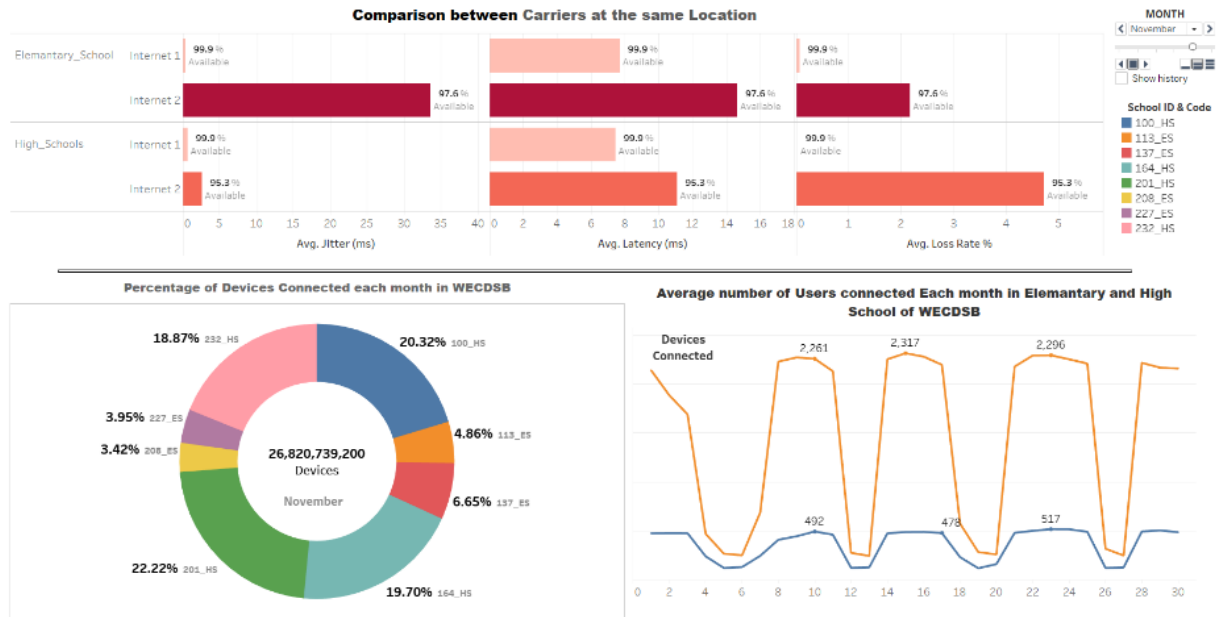 Comparison between Carriers at the same Location
MONTH
November
Show history
Elemantary_School
Internet 1
99.9 %
Available
99.9 %
Available
99.9 %
Available
Internet 2
97.6 %
Available
97.6 %
Available
97.6 %
Available
High_Schools
Internet 1
99.9 %
Available
99.9 %
Available
99.9 %
Available
Internet 2
95.3 %
Available
95.3 %
Available
95.3 %
Available
0 5 10 15 20 25 30 35 40
0 2 4 6 8 10 12 14 16 18
0 1 2 3 4 5
Avg. Jitter (ms)
Avg. Latency (ms)
Avg. Loss Rate %
School ID & Code
100_HS
113_ES
137_ES
164_HS
201_HS
208_ES
227_ES
232_HS
Percentage of Devices Connected each month in WECDSB
18.87% 232_HS
20.32% 100_HS
3.95% 227_ES
4.86% 113_ES
3.42% 208_ES
26,820,739,200
Devices
November
6.65% 137_ES
22.22% 201_HS
19.70% 164_HS
Average number of Users connected Each month in Elemantary and High
School of WECDSB
Devices
Connected
2,261
2,317
2,296
492
478
517
0 2 4 6 8 10 12 14 16 18 20 22 24 26 28 30